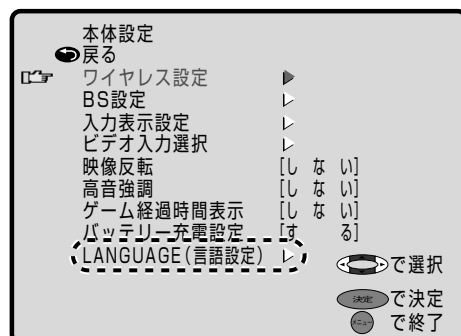 本体設定
戻る
ワイヤレス設定
BS設定
入力表示設定
ビデオ入力選択
映像反転 [しない]
高音強調 [しない]
ゲーム経過時間表示 [しない]
バッテリー充電設定 [する]
LANGUAGE(言語設定)
で選択
決定 で決定
メニュー で終了